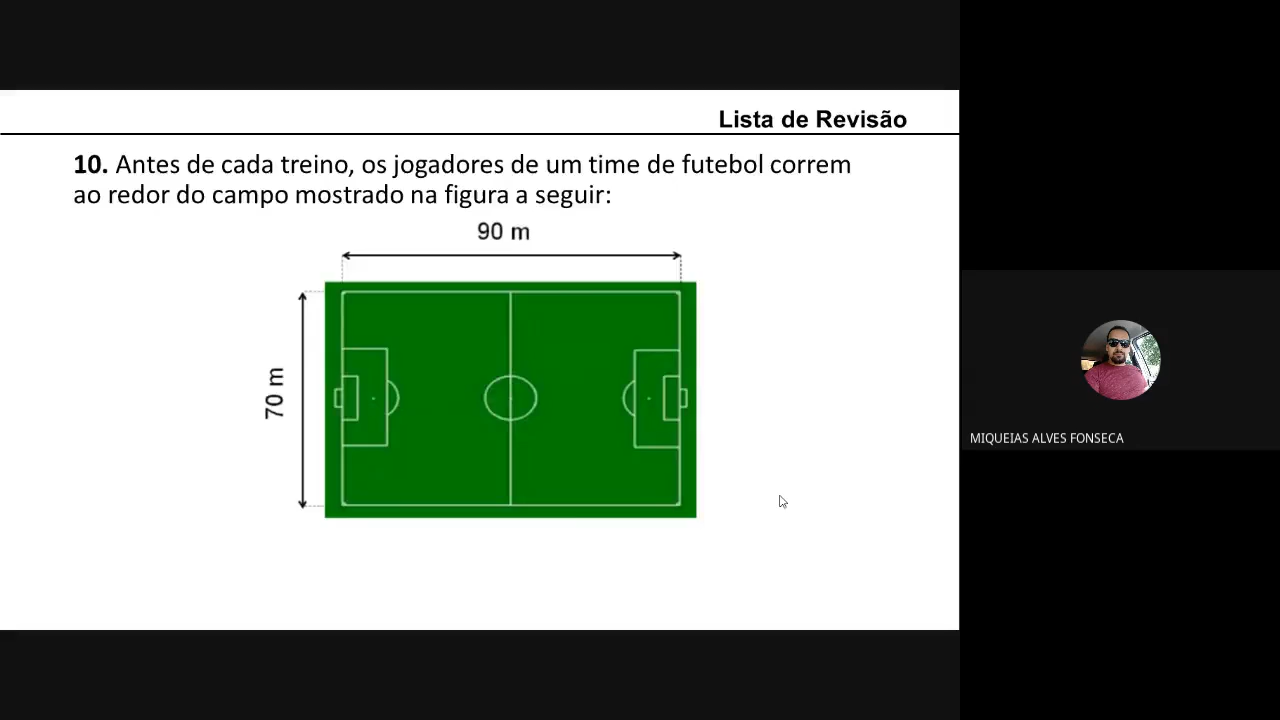 Lista de Revisão
10. Antes de cada treino, os jogadores de um time de futebol correm
ao redor do campo mostrado na figura a seguir:
90 m
70 m
MIQUEIAS ALVES FONSECA